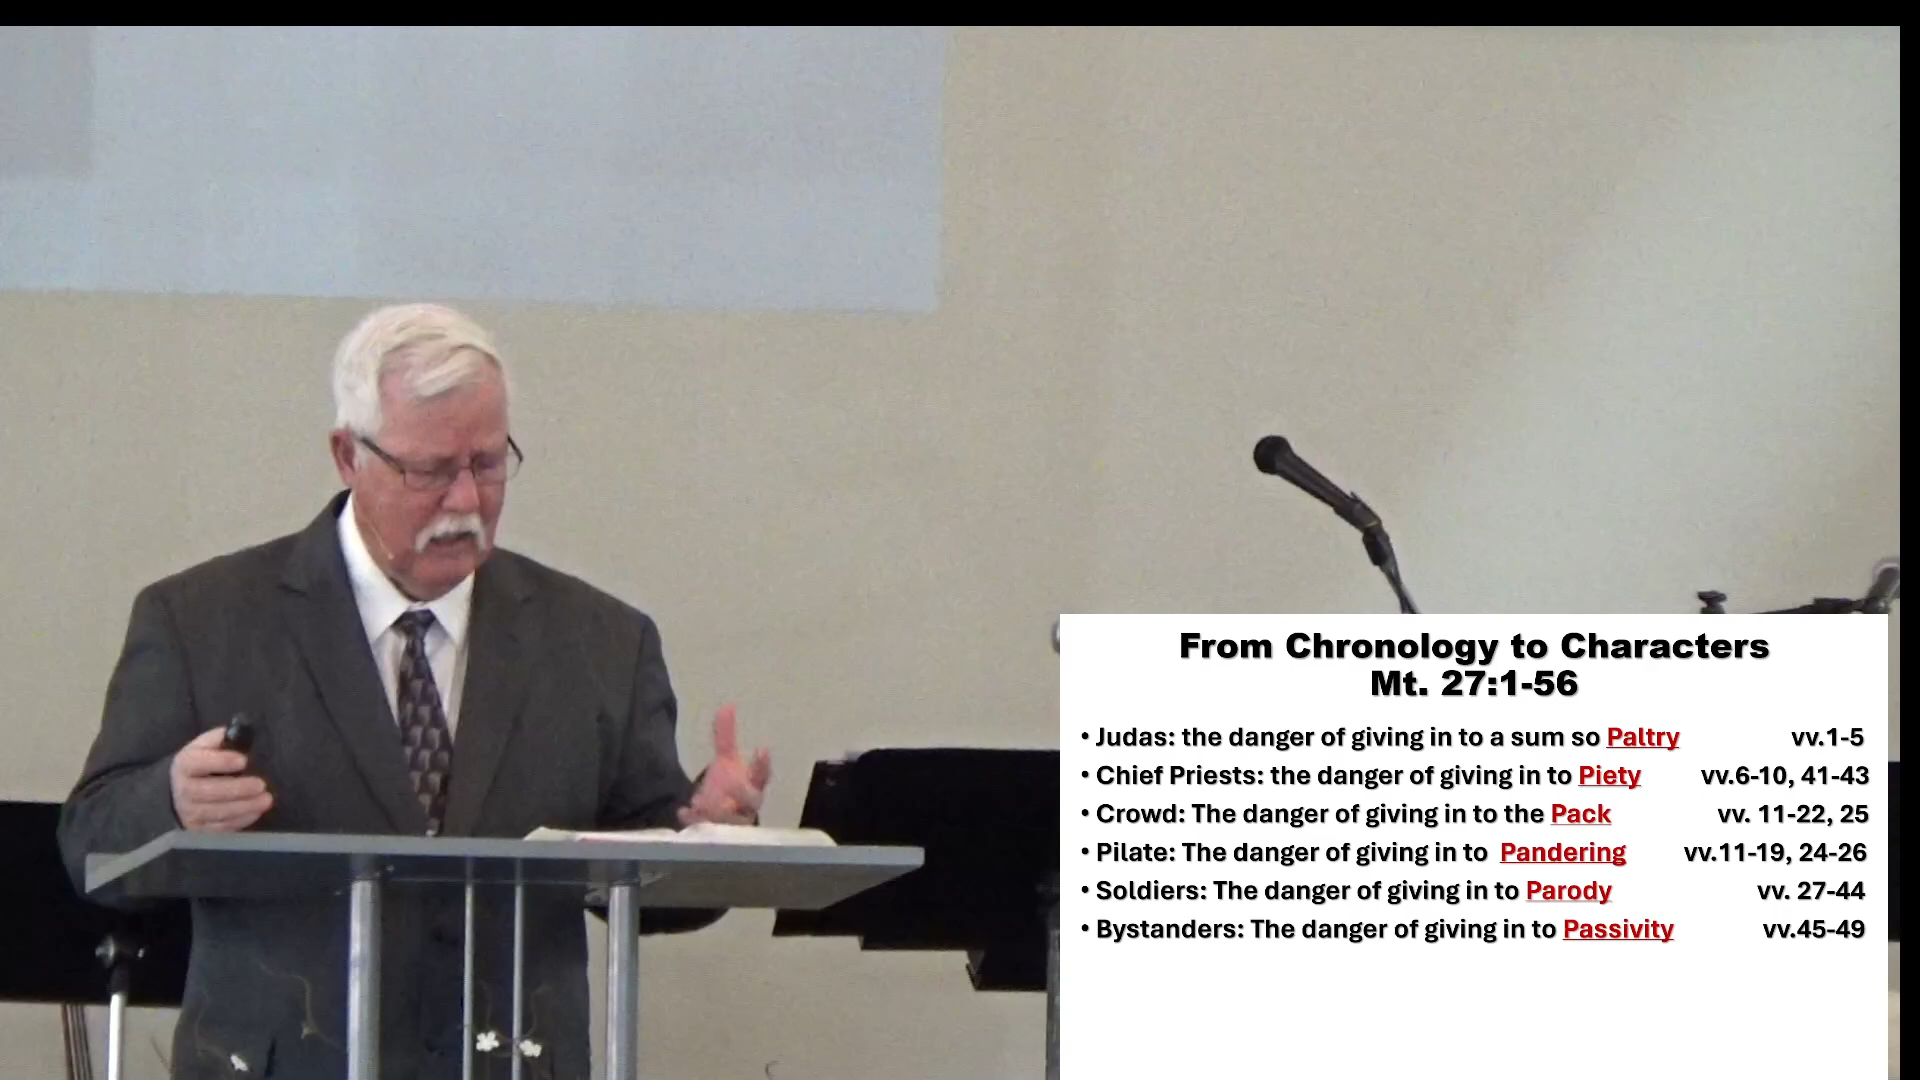 From Chronology to Characters
Mt. 27:1-56
• Judas: the danger of giving in to a sum so Paltry vv.1-5
• Chief Priests: the danger of giving in to Piety vv.6-10, 41-43
• Crowd: The danger of giving in to the Pack vv. 11-22, 25
• Pilate: The danger of giving in to Pandering vv.11-19, 24-26
• Soldiers: The danger of giving in to Parody vv. 27-44
• Bystanders: The danger of giving in to Passivity vv.45-49